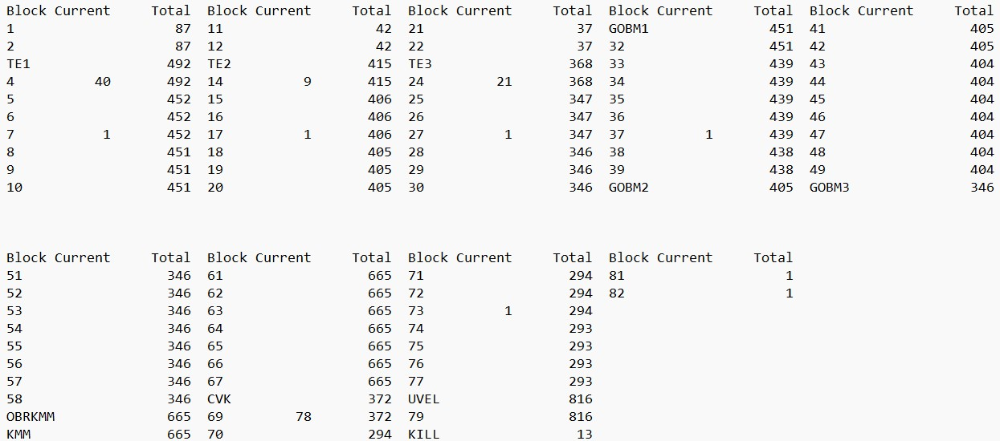 Block Current     Total  Block Current     Total  Block Current     Total  Block Current     Total  Block Current     Total
1                    87  11                   42  21                   37  GOBM1               451  41                  405
2                    87  12                   42  22                   37  32                  451  42                  405
TE1                 492  TE2                 415  TE3                 368  33                  439  43                  404
4          40       492  14          9       415  24         21       368  34                  439  44                  404
5                   452  15                  406  25                  347  35                  439  45                  404
6                   452  16                  406  26                  347  36                  439  46                  404
7           1       452  17          1       406  27          1       347  37          1       439  47                  404
8                   451  18                  405  28                  346  38                  438  48                  404
9                   451  19                  405  29                  346  39                  438  49                  404
10                  451  20                  405  30                  346  GOBM2               405  GOBM3               346
Block Current     Total  Block Current     Total  Block Current     Total  Block Current     Total
51                  346  61                  665  71                  294  81                    1
52                  346  62                  665  72                  294  82                    1
53                  346  63                  665  73          1       294
54                  346  64                  665  74                  293
55                  346  65                  665  75                  293
56                  346  66                  665  76                  293
57                  346  67                  665  77                  293
58                  346  CVK                 372  UVEL                816
OBRKMM              665  69         78       372  79                  816
KMM                 665  70                  294  KILL                 13